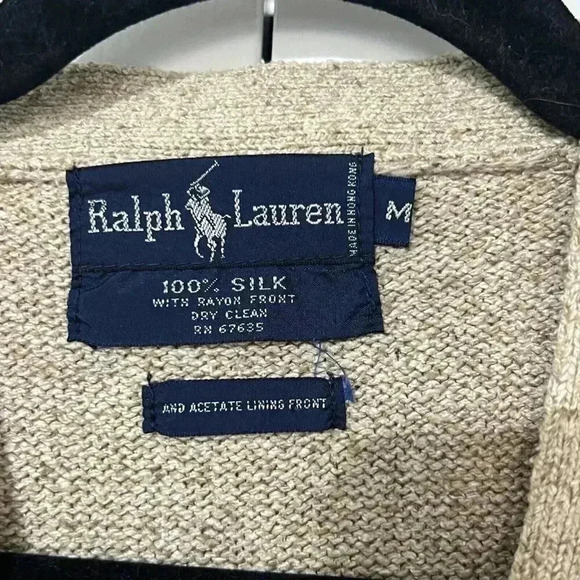 Ralph Lauren
MADE IN HONG KONG
M
100% SILK
WITH RAYON FRONT
DRY CLEAN
RN 67635
AND ACETATE LINING FRONT